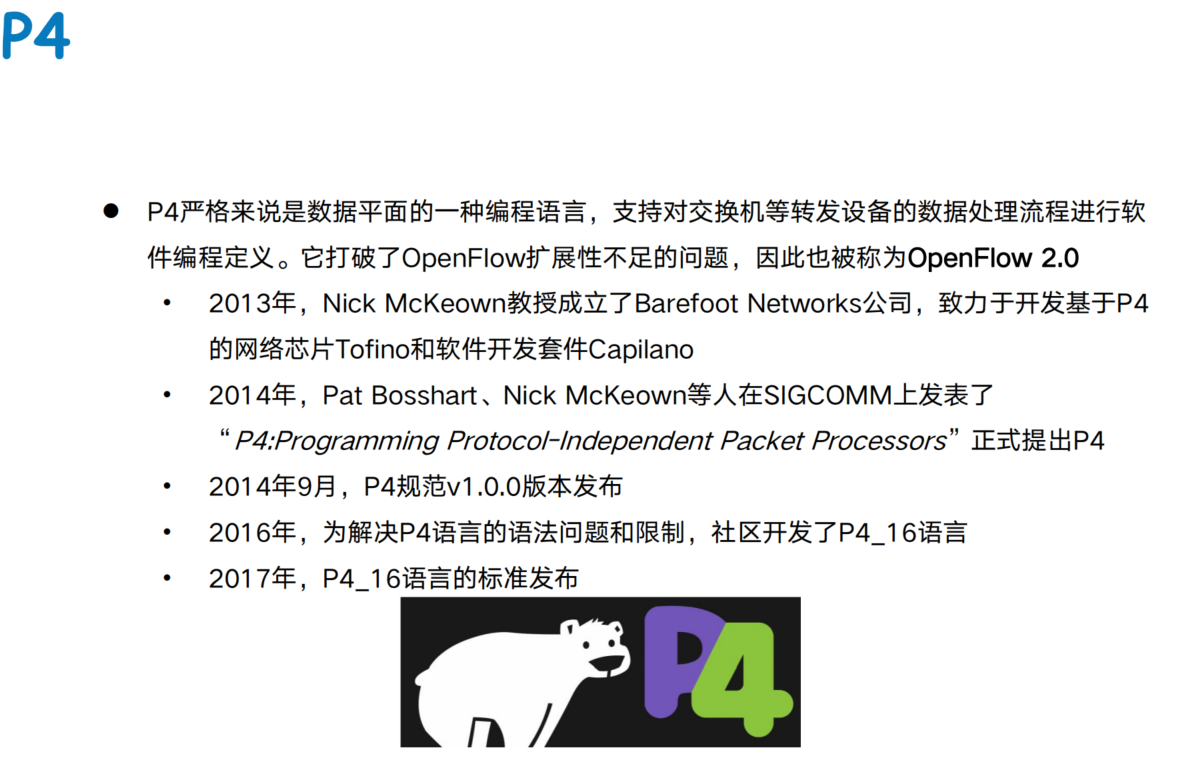 P4
● P4严格来说是数据平面的一种编程语言，支持对交换机等转发设备的数据处理流程进行软
件编程定义。它打破了OpenFlow扩展性不足的问题，因此也被称为OpenFlow 2.0
• 2013年，Nick McKeown教授成立了Barefoot Networks公司，致力于开发基于P4
的网络芯片Tofino和软件开发套件Capilano
• 2014年，Pat Bosshart、Nick McKeown等人在SIGCOMM上发表了
“P4:Programming Protocol-Independent Packet Processors”正式提出P4
• 2014年9月，P4规范v1.0.0版本发布
• 2016年，为解决P4语言的语法问题和限制，社区开发了P4_16语言
• 2017年，P4_16语言的标准发布
P4